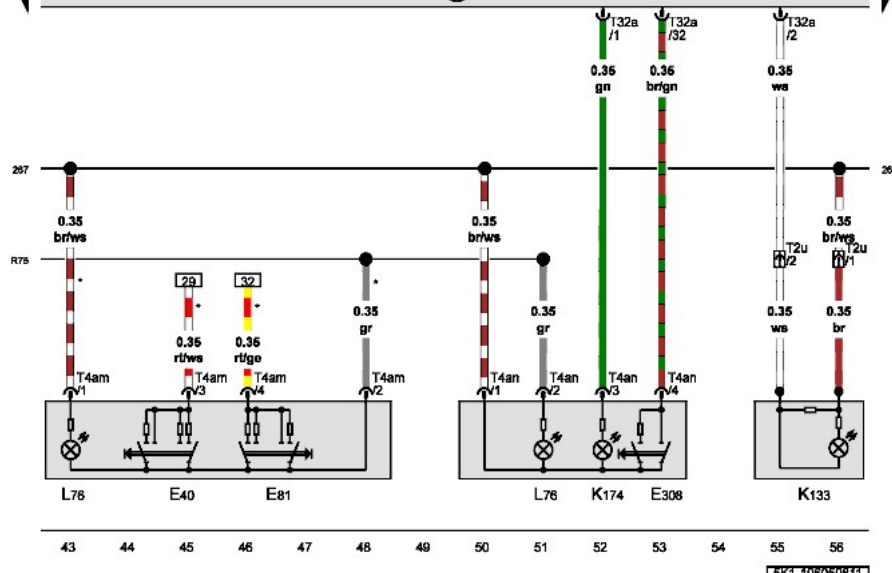 T32a /1
T32a /32
T32a /2
0.35 gn
0.35 br/gn
0.35 ws
267
26
0.35 br/ws
0.35 br/ws
0.35 br/ws
T2u /2
T2u /1
R76
*
29
*
32
*
*
0.35 rt/ws
0.35 rt/ge
0.35 gr
0.35 gr
0.35 ws
0.35 br
T4am /1
T4am /3
T4am /4
T4am /2
T4an /1
T4an /2
T4an /3
T4an /4
L76
E40
E81
L76
K174
E308
K133
43 44 45 46 47 48 49 50 51 52 53 54 55 56